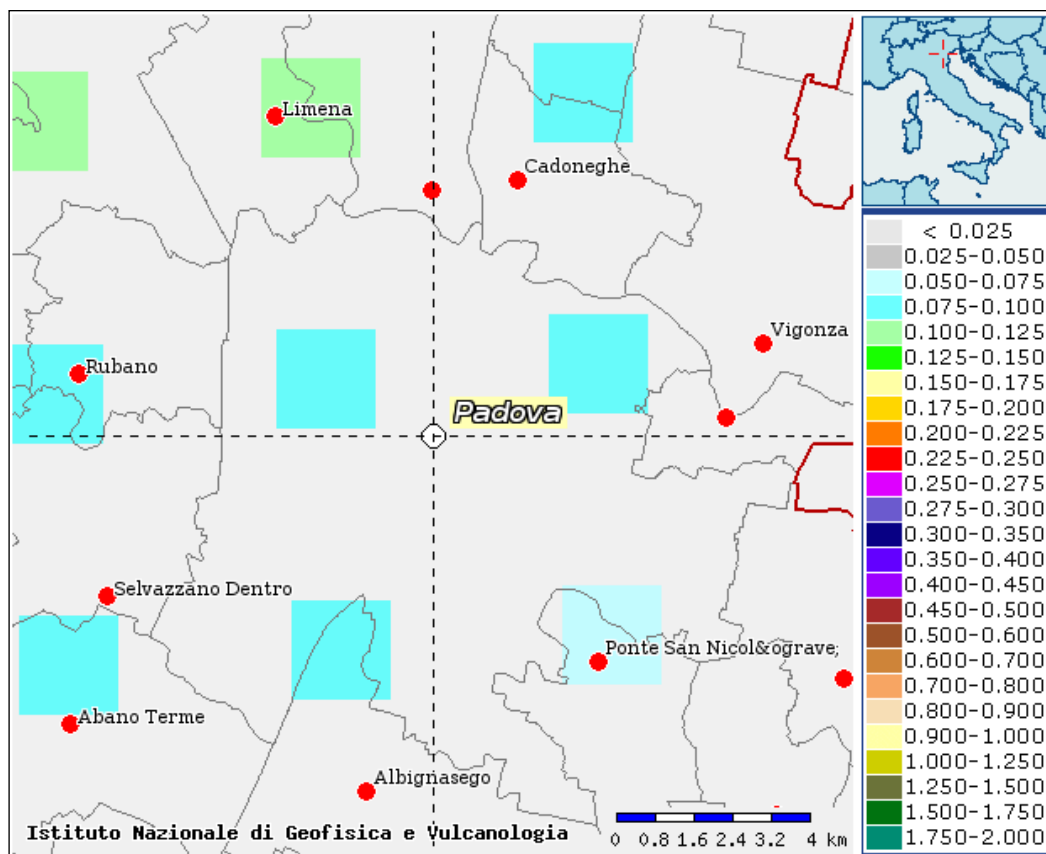 Limena
Cadoneghe
Vigonza
Rubano
Padova
Selvazzano Dentro
Ponte San Nicol&ograve;
Abano Terme
Albignasego
Istituto Nazionale di Geofisica e Vulcanologia
0 0.8 1.6 2.4 3.2 4 km
< 0.025
0.025-0.050
0.050-0.075
0.075-0.100
0.100-0.125
0.125-0.150
0.150-0.175
0.175-0.200
0.200-0.225
0.225-0.250
0.250-0.275
0.275-0.300
0.300-0.350
0.350-0.400
0.400-0.450
0.450-0.500
0.500-0.600
0.600-0.700
0.700-0.800
0.800-0.900
0.900-1.000
1.000-1.250
1.250-1.500
1.500-1.750
1.750-2.000